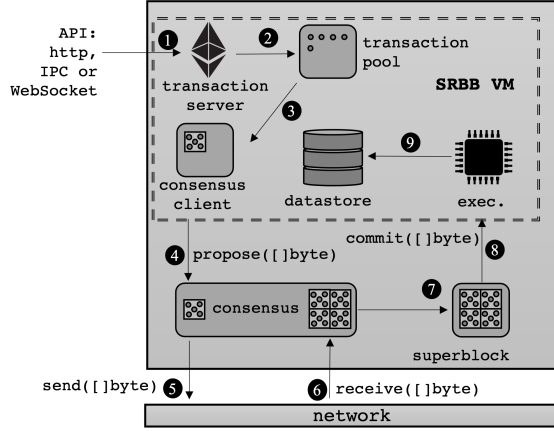 API:
http,
IPC or
WebSocket
1
2
transaction
server
transaction
pool
SRBB VM
3
9
consensus
client
datastore
exec.
4
propose([]byte)
commit([]byte)
8
consensus
7
superblock
send([]byte)
5
6
receive([]byte)
network